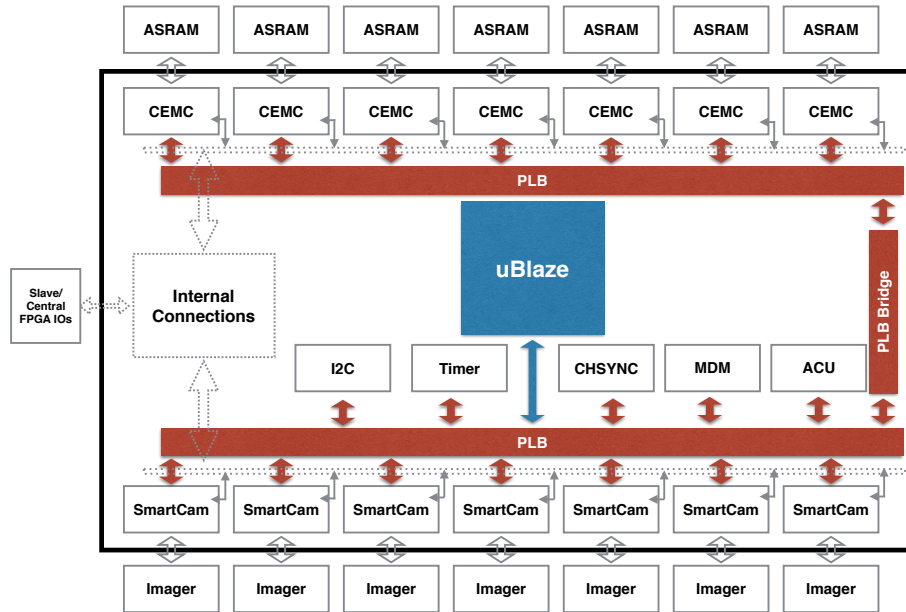 ASRAM ASRAM ASRAM ASRAM ASRAM ASRAM ASRAM
CEMC CEMC CEMC CEMC CEMC CEMC CEMC
PLB
uBlaze
PLB Bridge
Slave/
Central
FPGA IOs
Internal
Connections
I2C Timer CHSYNC MDM ACU
PLB
SmartCam SmartCam SmartCam SmartCam SmartCam SmartCam SmartCam
Imager Imager Imager Imager Imager Imager Imager